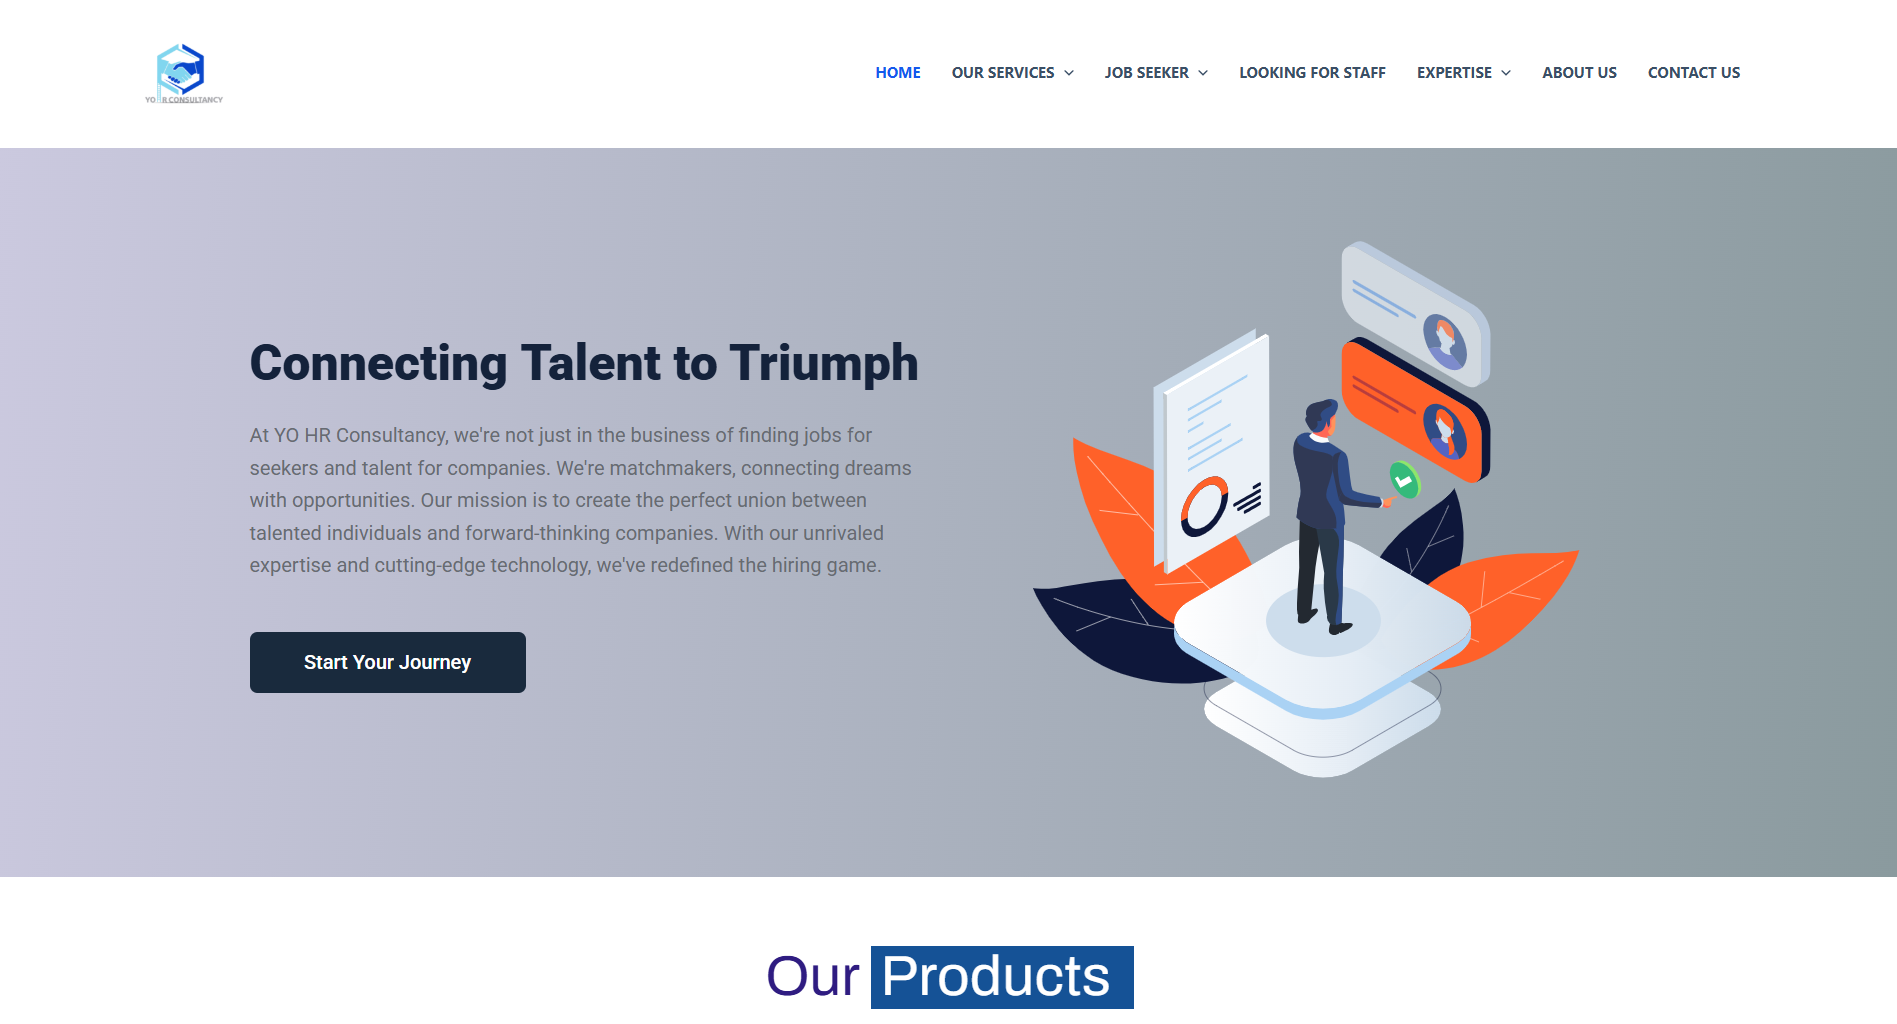 YO HR CONSULTANCY
HOME
OUR SERVICES
JOB SEEKER
LOOKING FOR STAFF
EXPERTISE
ABOUT US
CONTACT US
Connecting Talent to Triumph
At YO HR Consultancy, we're not just in the business of finding jobs for
seekers and talent for companies. We're matchmakers, connecting dreams
with opportunities. Our mission is to create the perfect union between
talented individuals and forward-thinking companies. With our unrivaled
expertise and cutting-edge technology, we've redefined the hiring game.
Start Your Journey
Our Products